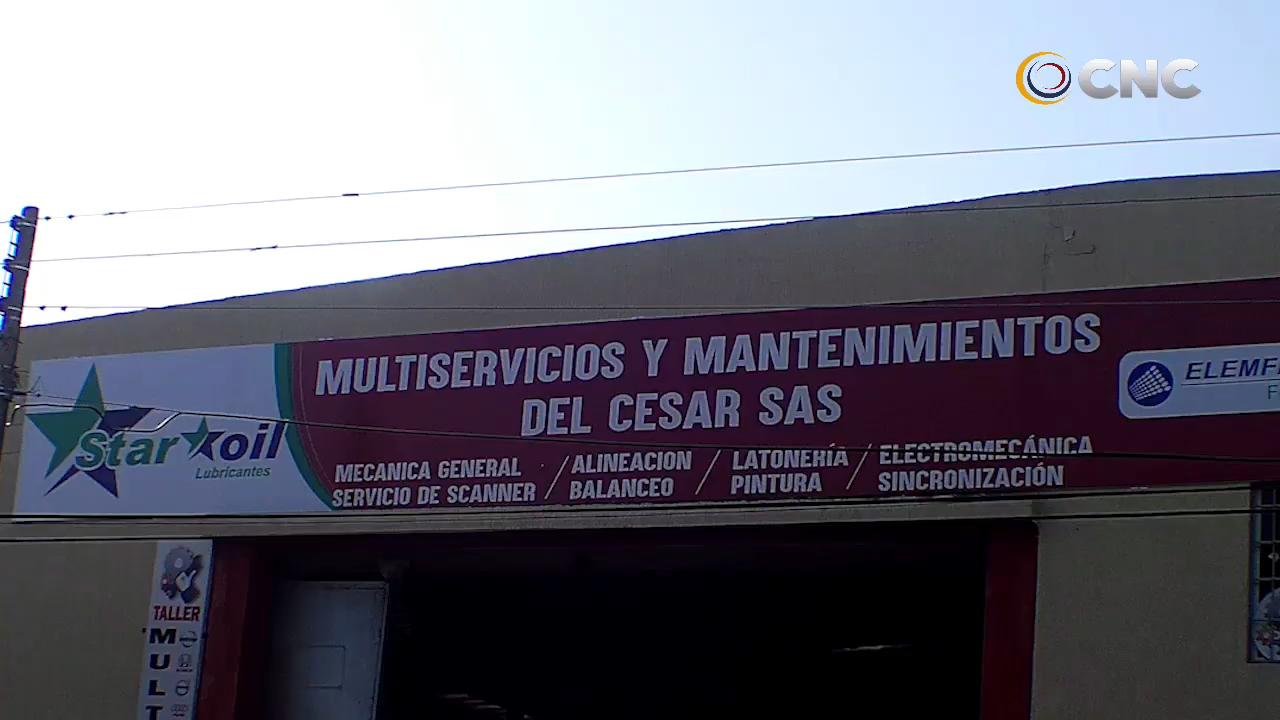 CNC
MULTISERVICIOS Y MANTENIMIENTOS
DEL CESAR SAS
Star oil
Lubricantes
MECANICA GENERAL / ALINEACION / LATONERÍA / ELECTROMECÁNICA
SERVICIO DE SCANNER / BALANCEO / PINTURA / SINCRONIZACIÓN
TALLER
M
U
L
T